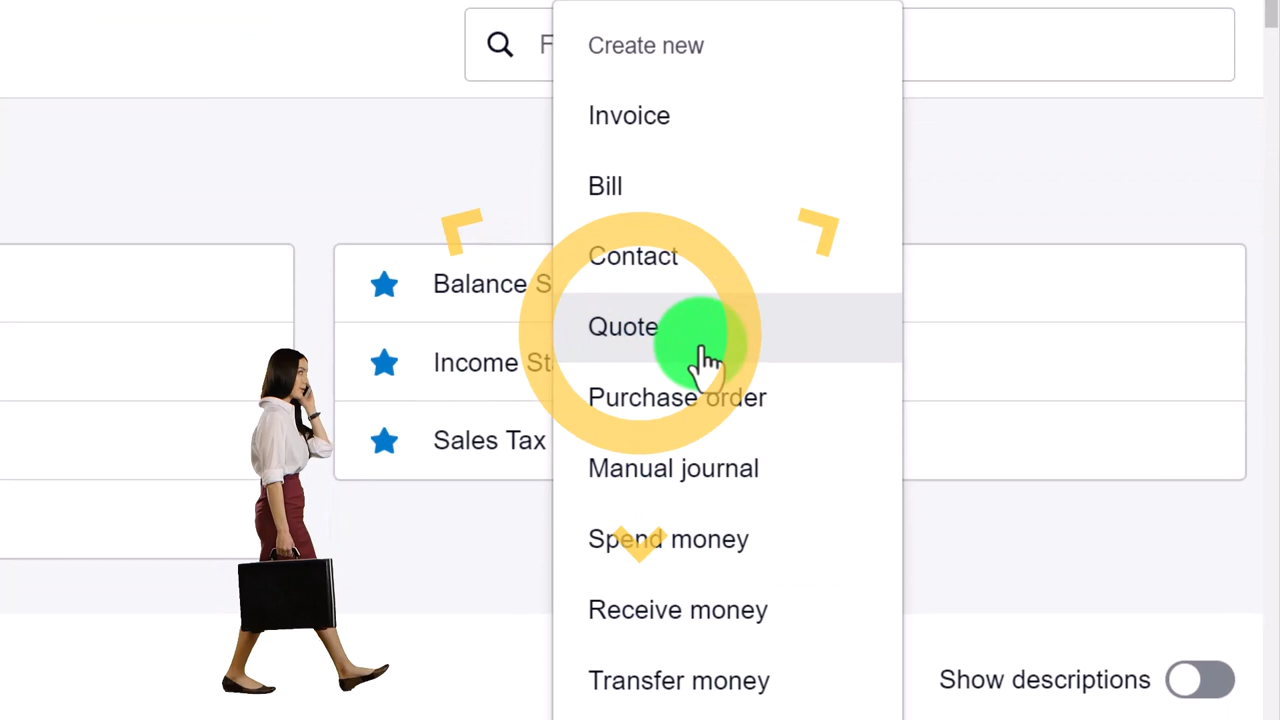 Create new
Invoice
Bill
Contact
Quote
Purchase order
Manual journal
Spend money
Receive money
Transfer money
Balance S
Income St
Sales Tax
Show descriptions